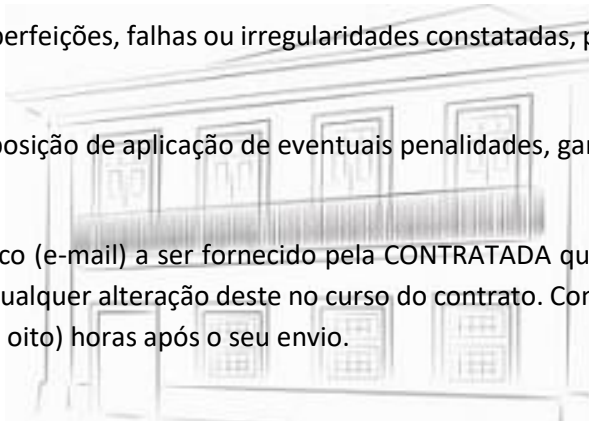 perfeições, falhas ou irregularidades constatadas, p
posição de aplicação de eventuais penalidades, gar
co (e-mail) a ser fornecido pela CONTRATADA qu
ualquer alteração deste no curso do contrato. Con
oito) horas após o seu envio.